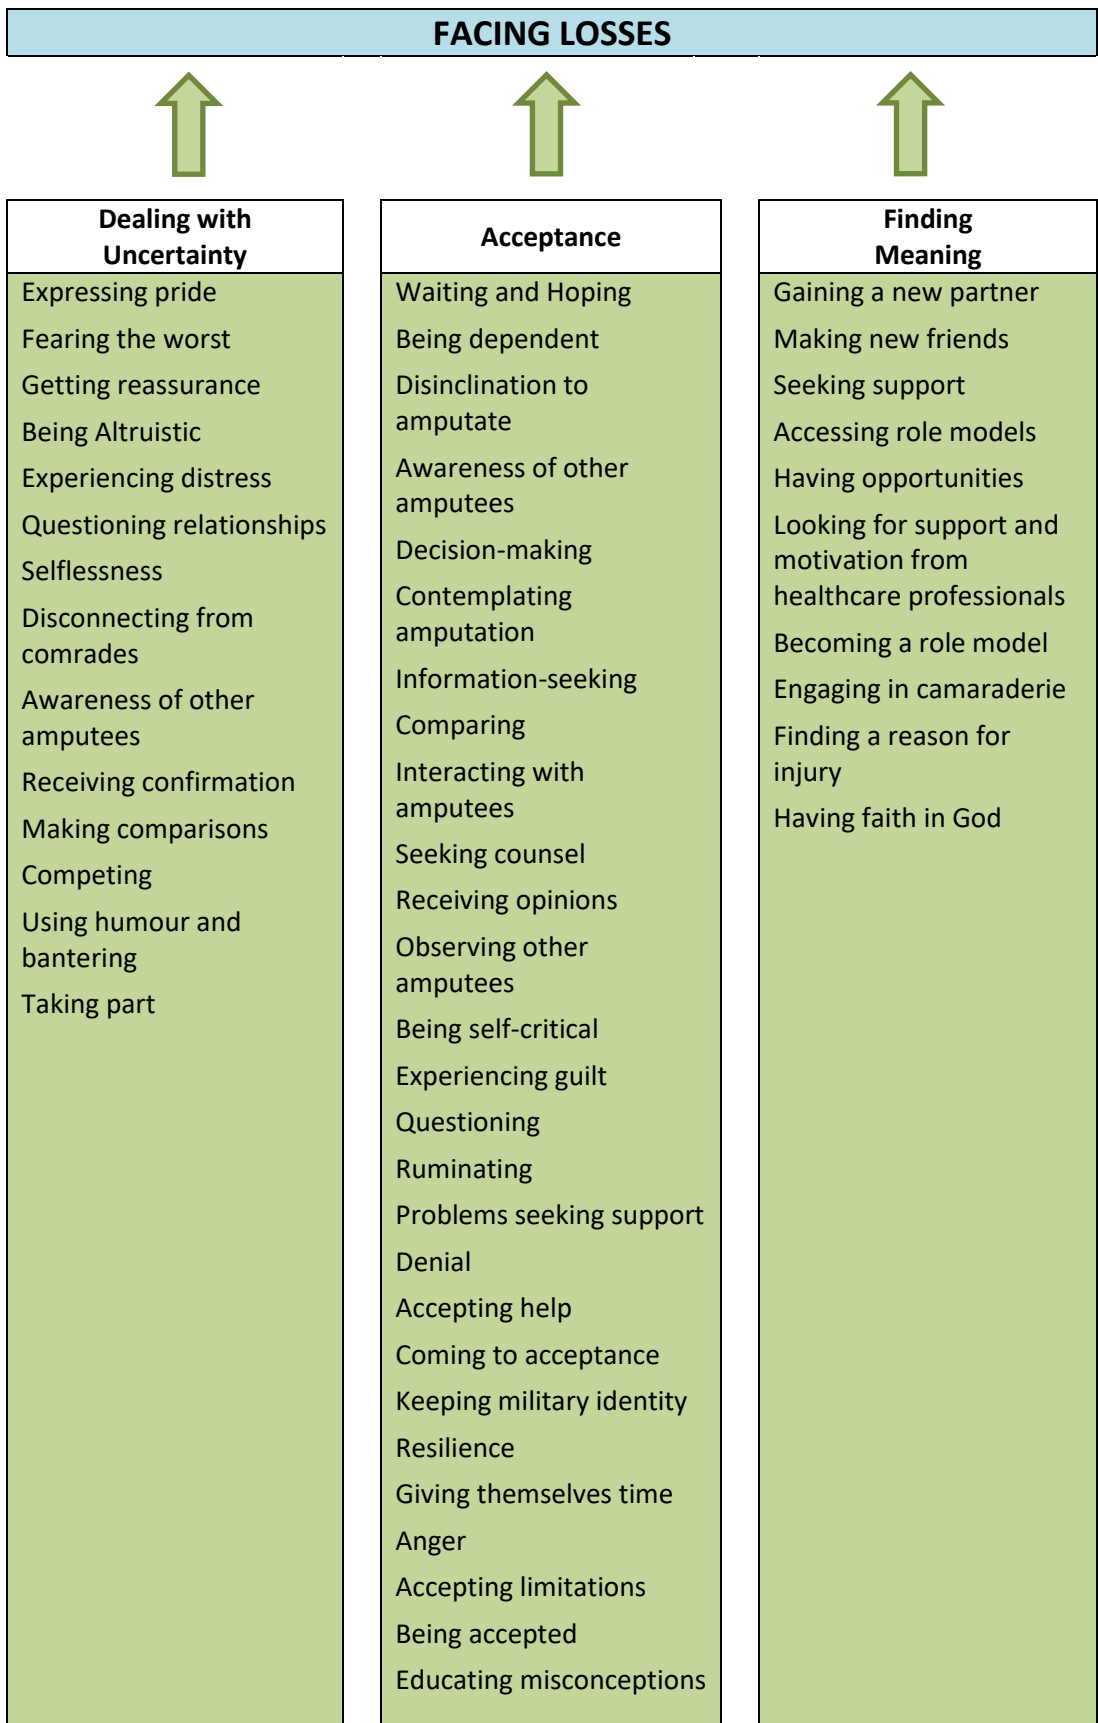 FACING LOSSES
Dealing with
Uncertainty
Expressing pride
Fearing the worst
Getting reassurance
Being Altruistic
Experiencing distress
Questioning relationships
Selflessness
Disconnecting from
comrades
Awareness of other
amputees
Receiving confirmation
Making comparisons
Competing
Using humour and
bantering
Taking part
Acceptance
Waiting and Hoping
Being dependent
Disinclination to
amputate
Awareness of other
amputees
Decision-making
Contemplating
amputation
Information-seeking
Comparing
Interacting with
amputees
Seeking counsel
Receiving opinions
Observing other
amputees
Being self-critical
Experiencing guilt
Questioning
Ruminating
Problems seeking support
Denial
Accepting help
Coming to acceptance
Keeping military identity
Resilience
Giving themselves time
Anger
Accepting limitations
Being accepted
Educating misconceptions
Finding
Meaning
Gaining a new partner
Making new friends
Seeking support
Accessing role models
Having opportunities
Looking for support and
motivation from
healthcare professionals
Becoming a role model
Engaging in camaraderie
Finding a reason for
injury
Having faith in God